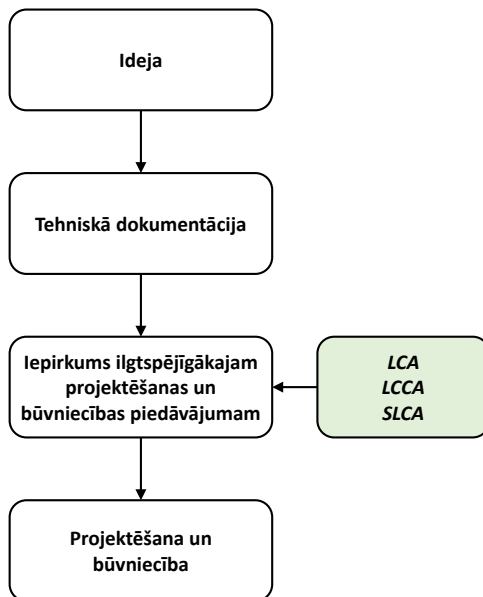 Ideja
Tehniskā dokumentācija
Iepirkums ilgtspējīgākajam
projektēšanas un
būvniecības piedāvājumam
LCA
LCCA
SLCA
Projektēšana un
būvniecība